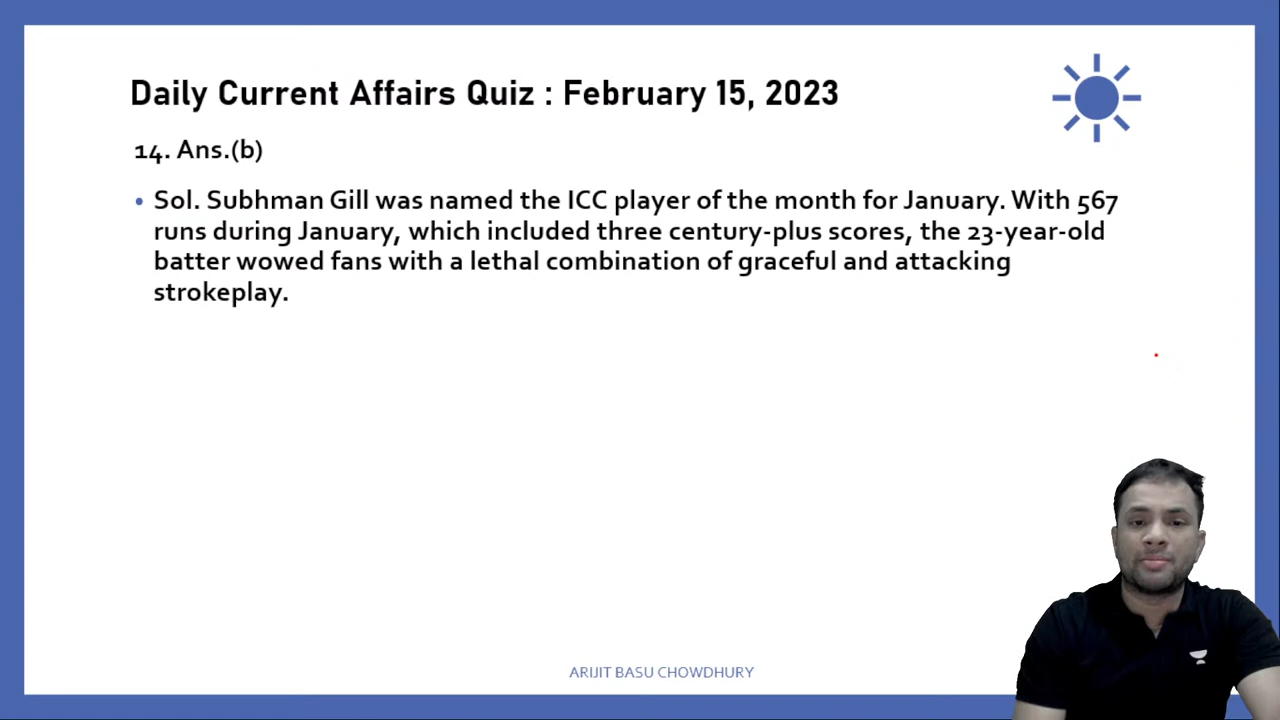 Daily Current Affairs Quiz : February 15, 2023
14. Ans.(b)
• Sol. Subhman Gill was named the ICC player of the month for January. With 567
runs during January, which included three century-plus scores, the 23-year-old
batter wowed fans with a lethal combination of graceful and attacking
strokeplay.
ARIJIT BASU CHOWDHURY